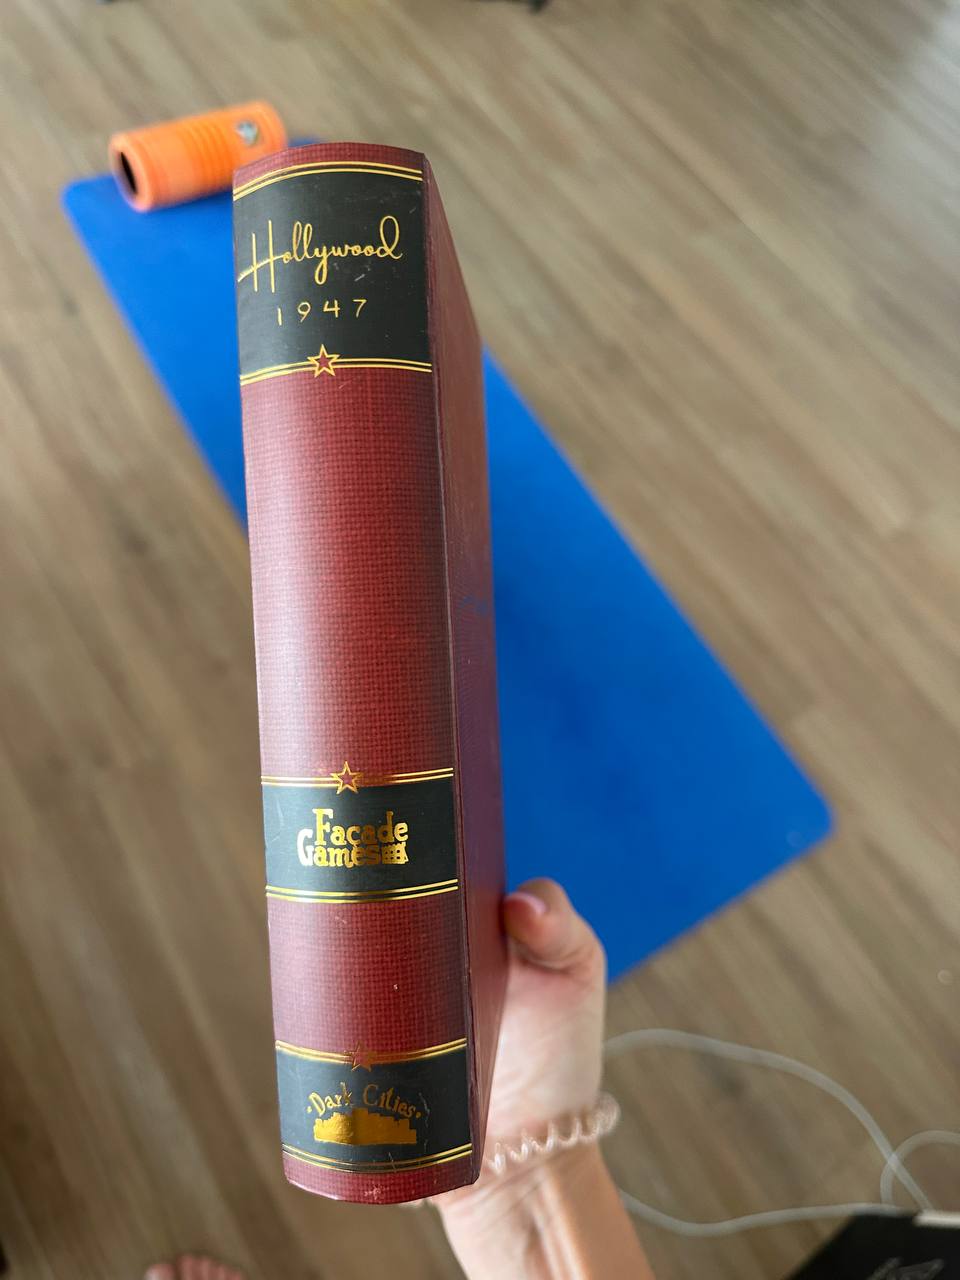 Hollywood
1947
Facade
Games
Dark Cities